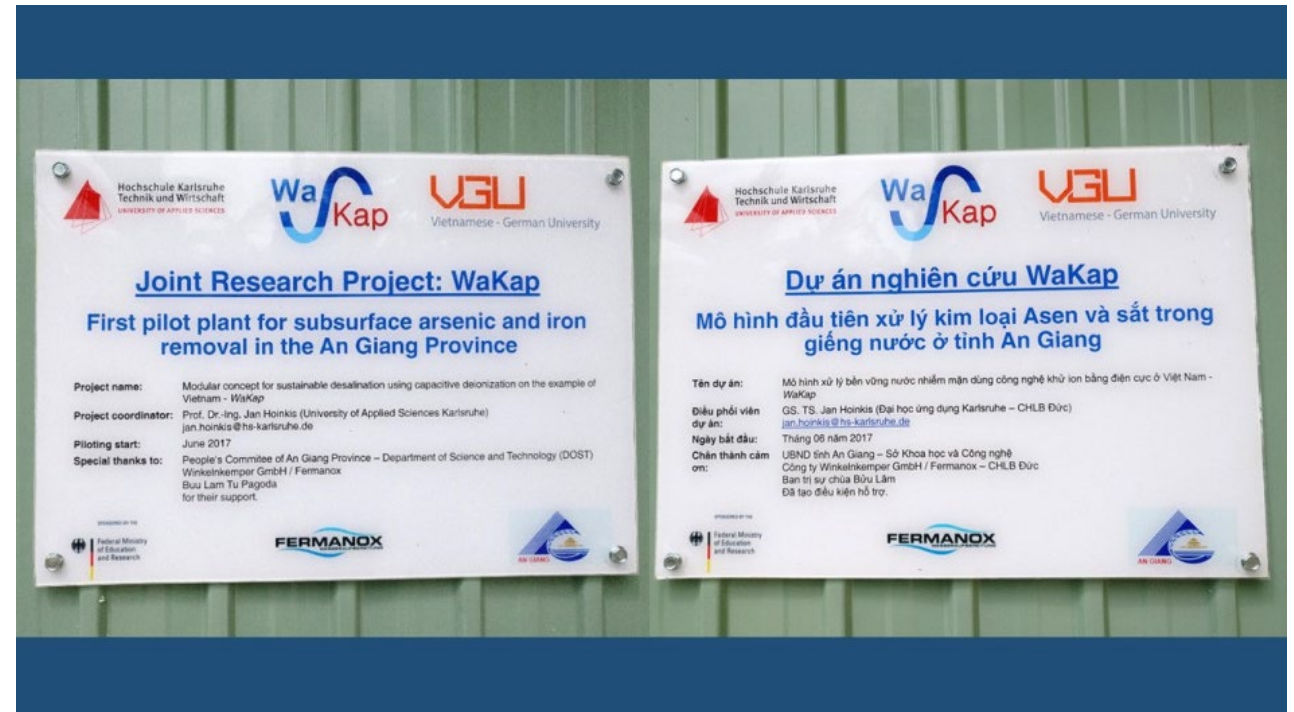 Hochschule Karlsruhe
Technik und Wirtschaft
UNIVERSITY OF APPLIED SCIENCES
Wa
Kap
VGU
Vietnamese - German University
Joint Research Project: WaKap
First pilot plant for subsurface arsenic and iron
removal in the An Giang Province
Project name: Modular concept for sustainable desalination using capacitive deionization on the example of
Vietnam - WaKap
Project coordinator: Prof. Dr.-Ing. Jan Hoinkis (University of Applied Sciences Karlsruhe)
jan.hoinkis@hs-karlsruhe.de
Piloting start: June 2017
Special thanks to: People's Commitee of An Giang Province – Department of Science and Technology (DOST)
Winkelnkemper GmbH / Fermanox
Buu Lam Tu Pagoda
for their support.
SPONSORED BY THE
Federal Ministry
of Education
and Research
FERMANOX
WASSERAUFBEREITUNG
AN GIANG
Hochschule Karlsruhe
Technik und Wirtschaft
UNIVERSITY OF APPLIED SCIENCES
Wa
Kap
VGU
Vietnamese - German University
Dự án nghiên cứu WaKap
Mô hình đầu tiên xử lý kim loại Asen và sắt trong
giếng nước ở tỉnh An Giang
Tên dự án: Mô hình xử lý bền vững nước nhiễm mặn dùng công nghệ khử ion bằng điện cực ở Việt Nam -
WaKap
Điều phối viên GS. TS. Jan Hoinkis (Đại học ứng dụng Karlsruhe – CHLB Đức)
dự án: jan.hoinkis@hs-karlsruhe.de
Ngày bắt đầu: Tháng 06 năm 2017
Chân thành cảm UBND tỉnh An Giang – Sở Khoa học và Công nghệ
ơn: Công ty Winkelnkemper GmbH / Fermanox – CHLB Đức
Ban trị sự chùa Bửu Lâm
Đã tạo điều kiện hỗ trợ.
SPONSORED BY THE
Federal Ministry
of Education
and Research
FERMANOX
WASSERAUFBEREITUNG
AN GIANG